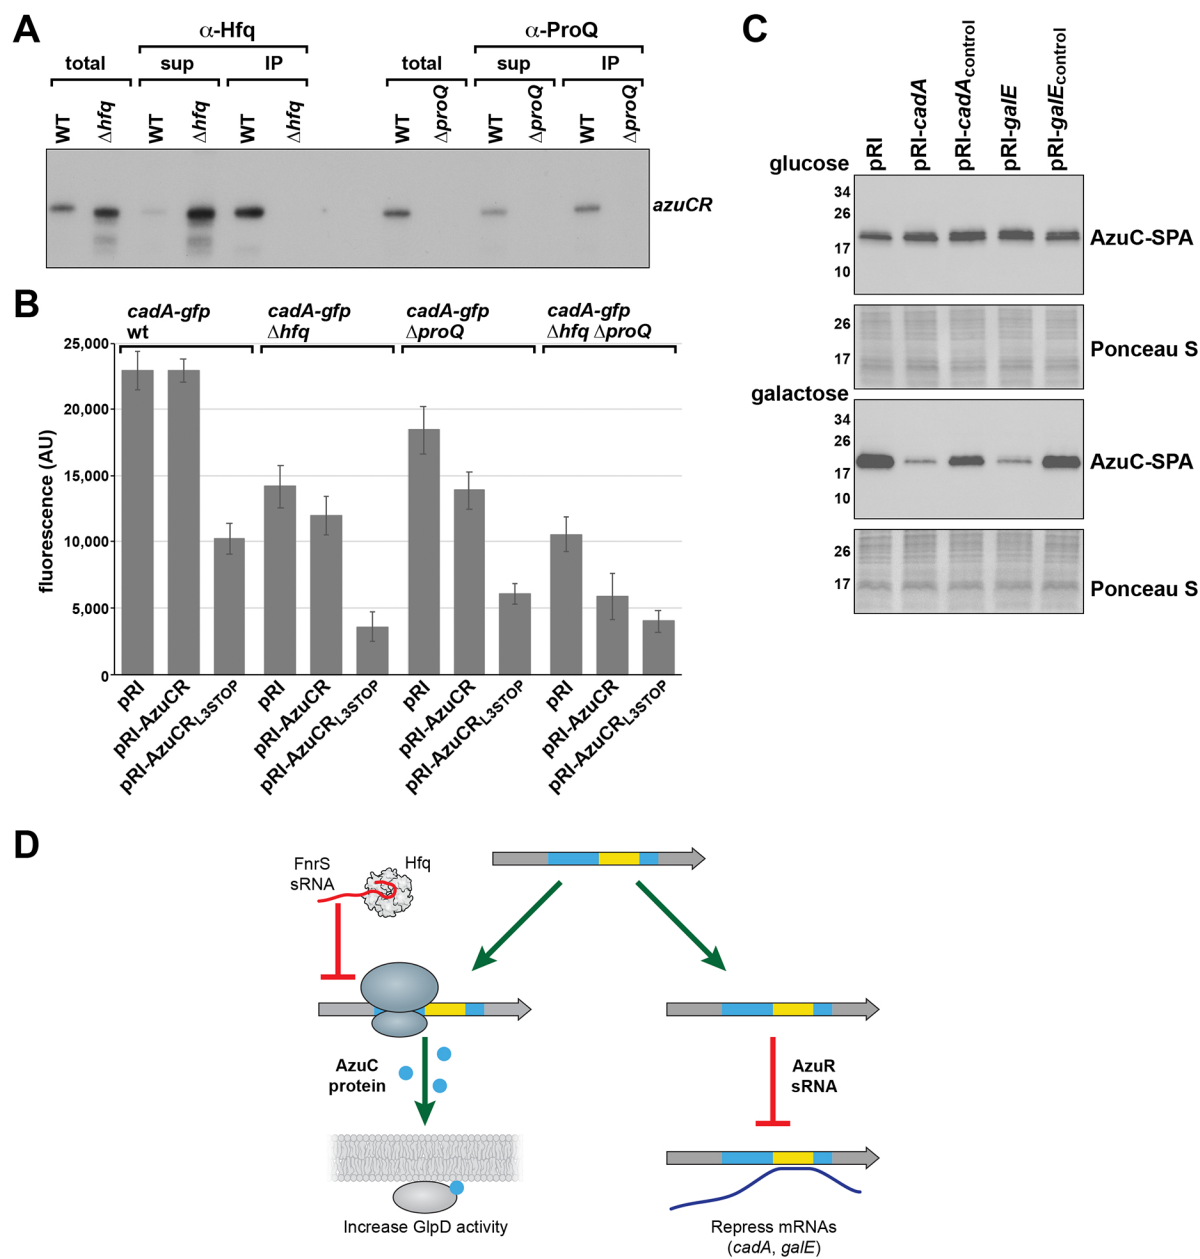 A
α-Hfq
α-ProQ
total
sup
IP
total
sup
IP
WT
Δhfq
WT
Δhfq
WT
Δhfq
WT
ΔproQ
WT
ΔproQ
WT
ΔproQ
azuCR
B
cadA-gfp
wt
cadA-gfp
Δhfq
cadA-gfp
ΔproQ
cadA-gfp
Δhfq ΔproQ
fluorescence (AU)
25,000
20,000
15,000
10,000
5,000
0
pRI
pRI-AzuCR
pRI-AzuCRL3STOP
pRI
pRI-AzuCR
pRI-AzuCRL3STOP
pRI
pRI-AzuCR
pRI-AzuCRL3STOP
pRI
pRI-AzuCR
pRI-AzuCRL3STOP
C
pRI
pRI-cadA
pRI-cadAcontrol
pRI-galE
pRI-galEcontrol
glucose
34
26
17
10
AzuC-SPA
26
17
Ponceau S
galactose
34
26
17
10
AzuC-SPA
26
17
Ponceau S
D
FnrS
sRNA
Hfq
AzuC
protein
AzuR
sRNA
Increase GlpD activity
Repress mRNAs
(cadA, galE)